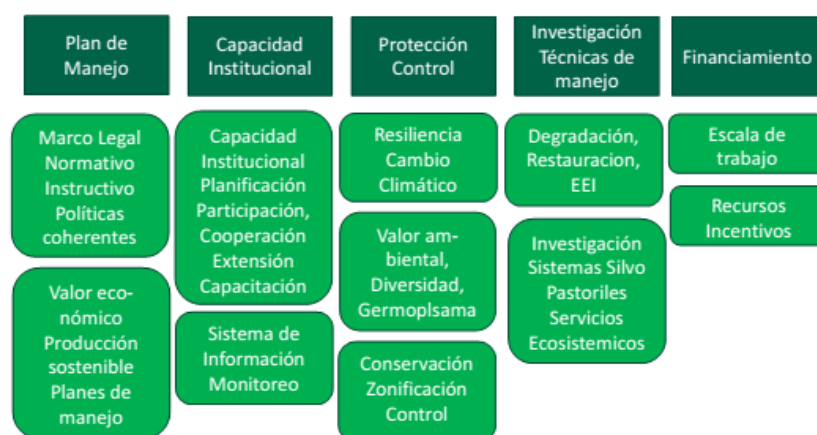 Plan de
Manejo
Capacidad
Institucional
Protección
Control
Investigación
Técnicas de
manejo
Financiamiento
Marco Legal
Normativo
Instructivo
Políticas
coherentes
Valor eco-
nómico
Producción
sostenible
Planes de
manejo
Capacidad
Institucional
Planificación
Participación,
Cooperación
Extensión
Capacitación
Sistema de
Información
Monitoreo
Resiliencia
Cambio
Climático
Valor am-
biental,
Diversidad,
Germoplsama
Conservación
Zonificación
Control
Degradación,
Restauracion,
EEI
Investigación
Sistemas Silvo
Pastoriles
Servicios
Ecosistemicos
Escala de
trabajo
Recursos
Incentivos